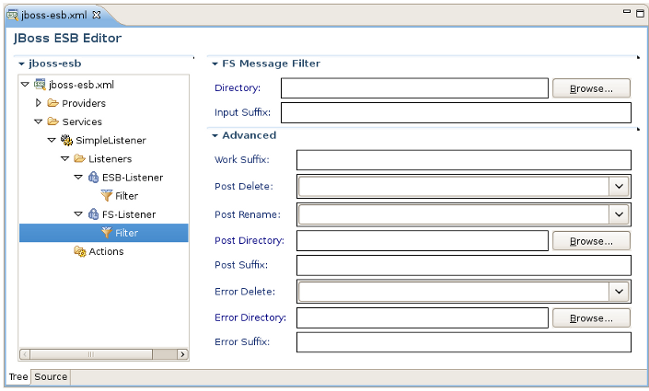 jboss-esb.xml
JBoss ESB Editor
jboss-esb
jboss-esb.xml
Providers
Services
SimpleListener
Listeners
ESB-Listener
Filter
FS-Listener
Filter
Actions
FS Message Filter
Directory: Browse...
Input Suffix:
Advanced
Work Suffix:
Post Delete:
Post Rename:
Post Directory: Browse...
Post Suffix:
Error Delete:
Error Directory: Browse...
Error Suffix:
Tree Source